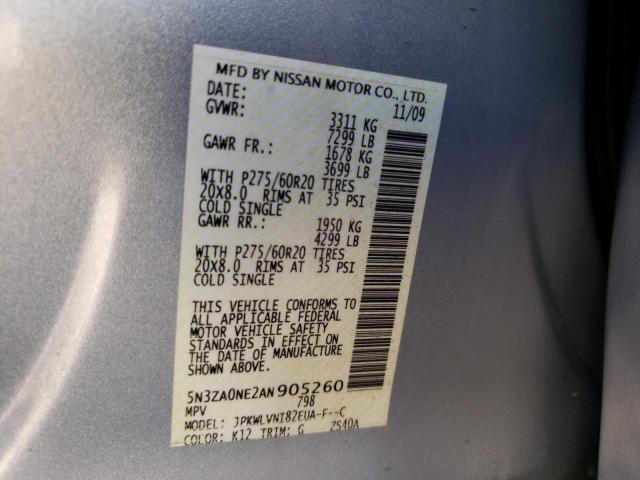 MFD BY NISSAN MOTOR CO., LTD.
DATE: 11/09
GVWR: 3311 KG
7299 LB
GAWR FR.: 1678 KG
3699 LB
WITH P275/60R20 TIRES
20X8.0 RIMS AT 35 PSI
COLD SINGLE
GAWR RR.: 1950 KG
4299 LB
WITH P275/60R20 TIRES
20X8.0 RIMS AT 35 PSI
COLD SINGLE
THIS VEHICLE CONFORMS TO
ALL APPLICABLE FEDERAL
MOTOR VEHICLE SAFETY
STANDARDS IN EFFECT ON
THE DATE OF MANUFACTURE
SHOWN ABOVE.
5N3ZA0NE2AN905260
MPV 798
MODEL: JPKWLVNI82EUA-F--C
COLOR: K12 TRIM: G ZS40A